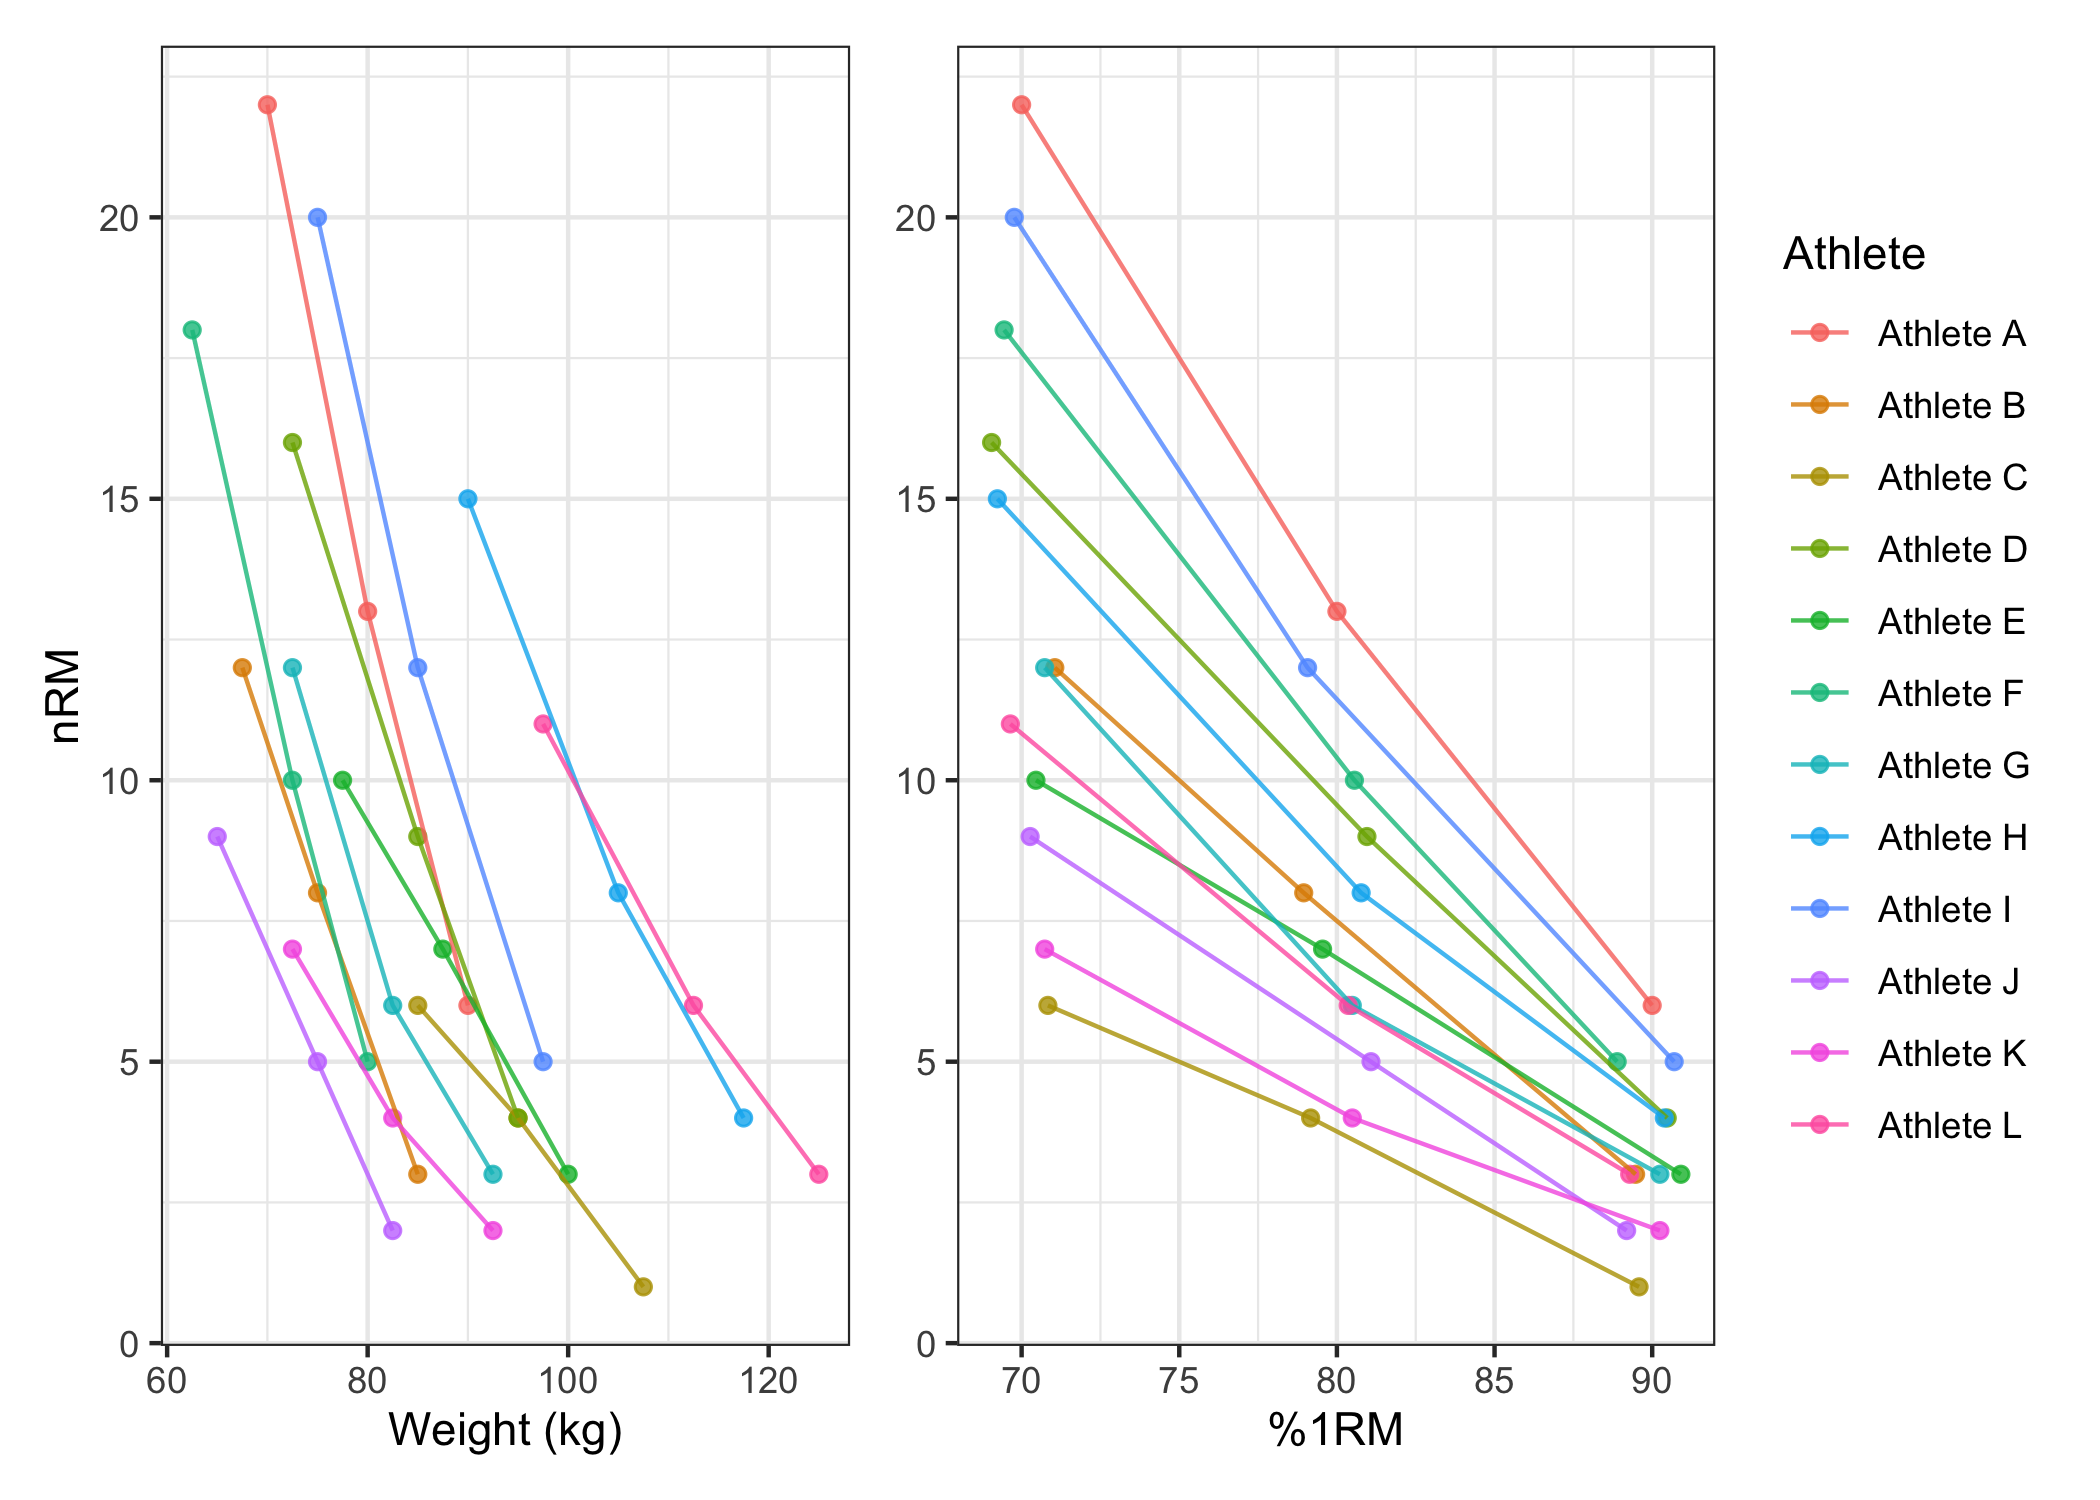 nRM
20
15
10
5
0
60 80 100 120
Weight (kg)
20
15
10
5
0
70 75 80 85 90
%1RM
Athlete
Athlete A
Athlete B
Athlete C
Athlete D
Athlete E
Athlete F
Athlete G
Athlete H
Athlete I
Athlete J
Athlete K
Athlete L